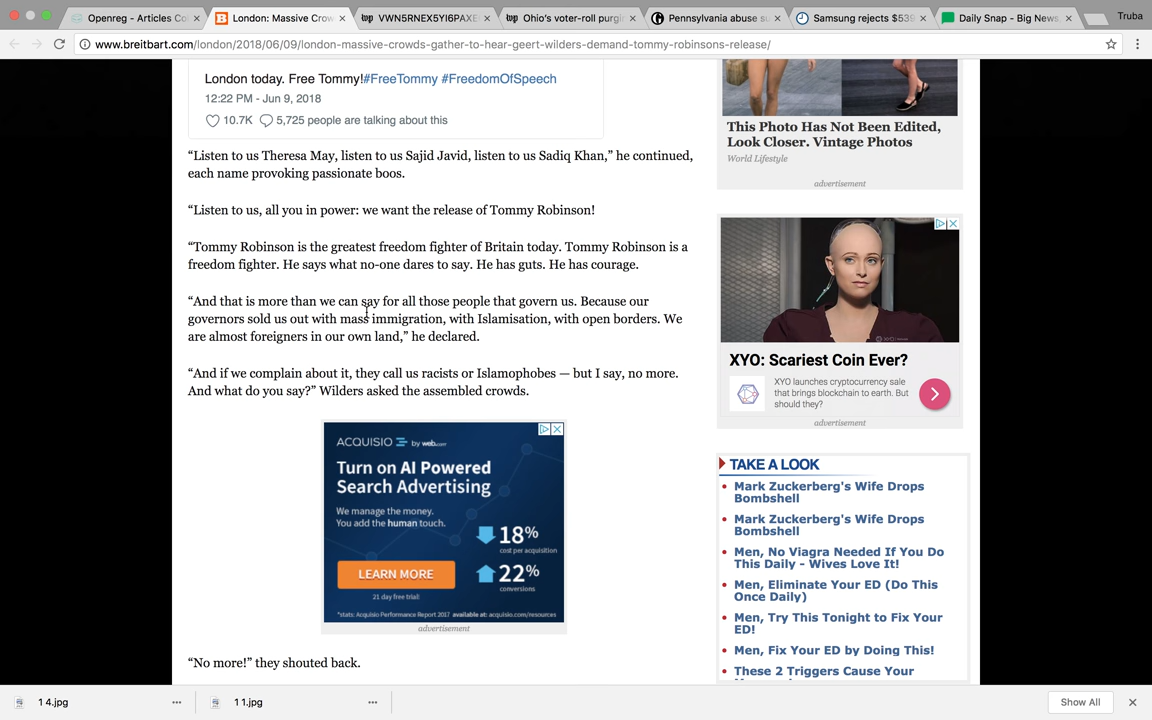 Openreg - Articles Co
London: Massive Crow
VWN5RNEX5YI6PAXE
Ohio's voter-roll purgi
Pennsylvania abuse su
Samsung rejects $539
Daily Snap - Big News,
Truba
www.breitbart.com/london/2018/06/09/london-massive-crowds-gather-to-hear-geert-wilders-demand-tommy-robinsons-release/
London today. Free Tommy!#FreeTommy #FreedomOfSpeech
12:22 PM - Jun 9, 2018
10.7K 5,725 people are talking about this
“Listen to us Theresa May, listen to us Sajid Javid, listen to us Sadiq Khan,” he continued,
each name provoking passionate boos.
“Listen to us, all you in power: we want the release of Tommy Robinson!
“Tommy Robinson is the greatest freedom fighter of Britain today. Tommy Robinson is a
freedom fighter. He says what no-one dares to say. He has guts. He has courage.
“And that is more than we can say for all those people that govern us. Because our
governors sold us out with mass immigration, with Islamisation, with open borders. We
are almost foreigners in our own land,” he declared.
“And if we complain about it, they call us racists or Islamophobes — but I say, no more.
And what do you say?” Wilders asked the assembled crowds.
ACQUISIO by web.com
Turn on AI Powered
Search Advertising
We manage the money.
You add the human touch.
18%
cost per acquisition
22%
conversions
LEARN MORE
21 day free trial!
*stats: Acquisio Performance Report 2017 available at: acquisio.com/resources
advertisement
“No more!” they shouted back.
This Photo Has Not Been Edited,
Look Closer. Vintage Photos
World Lifestyle
advertisement
XYO: Scariest Coin Ever?
XYO launches cryptocurrency sale
that brings blockchain to earth. But
should they?
advertisement
TAKE A LOOK
Mark Zuckerberg's Wife Drops
Bombshell
Mark Zuckerberg's Wife Drops
Bombshell
Men, No Viagra Needed If You Do
This Daily - Wives Love It!
Men, Eliminate Your ED (Do This
Once Daily)
Men, Try This Tonight to Fix Your
ED!
Men, Fix Your ED by Doing This!
These 2 Triggers Cause Your
1 4.jpg
1 1.jpg
Show All